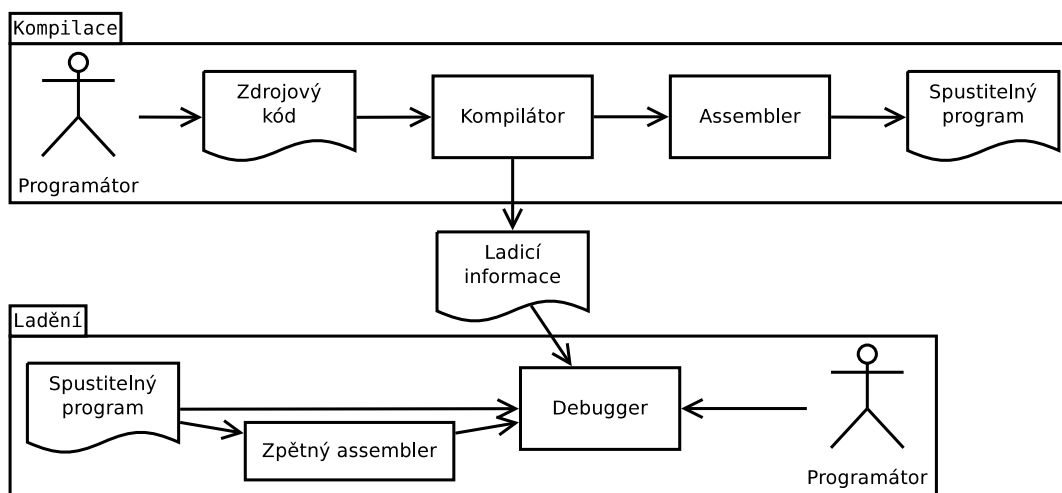 Kompilace
Zdrojový
kód
Kompilátor
Assembler
Spustitelný
program
Programátor
Ladicí
informace
Ladění
Spustitelný
program
Debugger
Zpětný assembler
Programátor